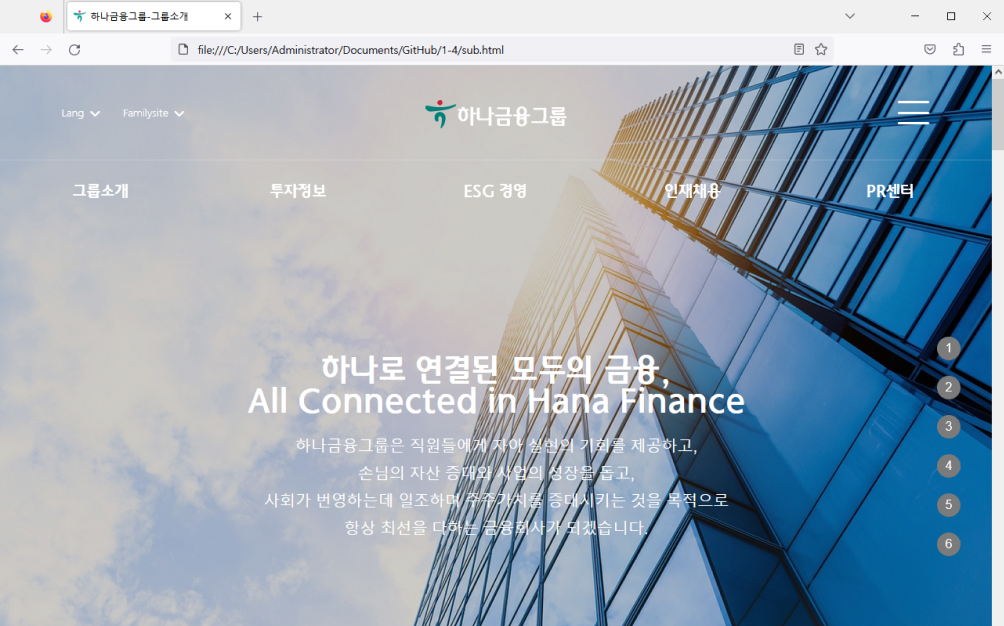 하나금융그룹-그룹소개
file:///C:/Users/Administrator/Documents/GitHub/1-4/sub.html
Lang
Familysite
하나금융그룹
그룹소개
투자정보
ESG 경영
인재채용
PR센터
하나로 연결된 모두의 금융,
All Connected in Hana Finance
하나금융그룹은 직원들에게 자아 실현의 기회를 제공하고,
손님의 자산 증대와 사업의 성장을 돕고,
사회가 번영하는데 일조하며 주주가치를 증대시키는 것을 목적으로
항상 최선을 다하는 금융회사가 되겠습니다.
1
2
3
4
5
6